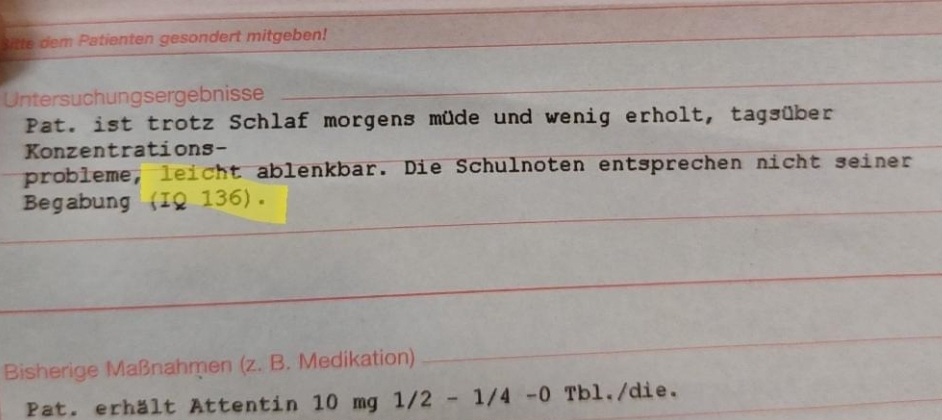 Bitte dem Patienten gesondert mitgeben!
Untersuchungsergebnisse
Pat. ist trotz Schlaf morgens müde und wenig erholt, tagsüber
Konzentrations-
probleme, leicht ablenkbar. Die Schulnoten entsprechen nicht seiner
Begabung (IQ 136).
Bisherige Maßnahmen (z. B. Medikation)
Pat. erhält Attentin 10 mg 1/2 - 1/4 -0 Tbl./die.